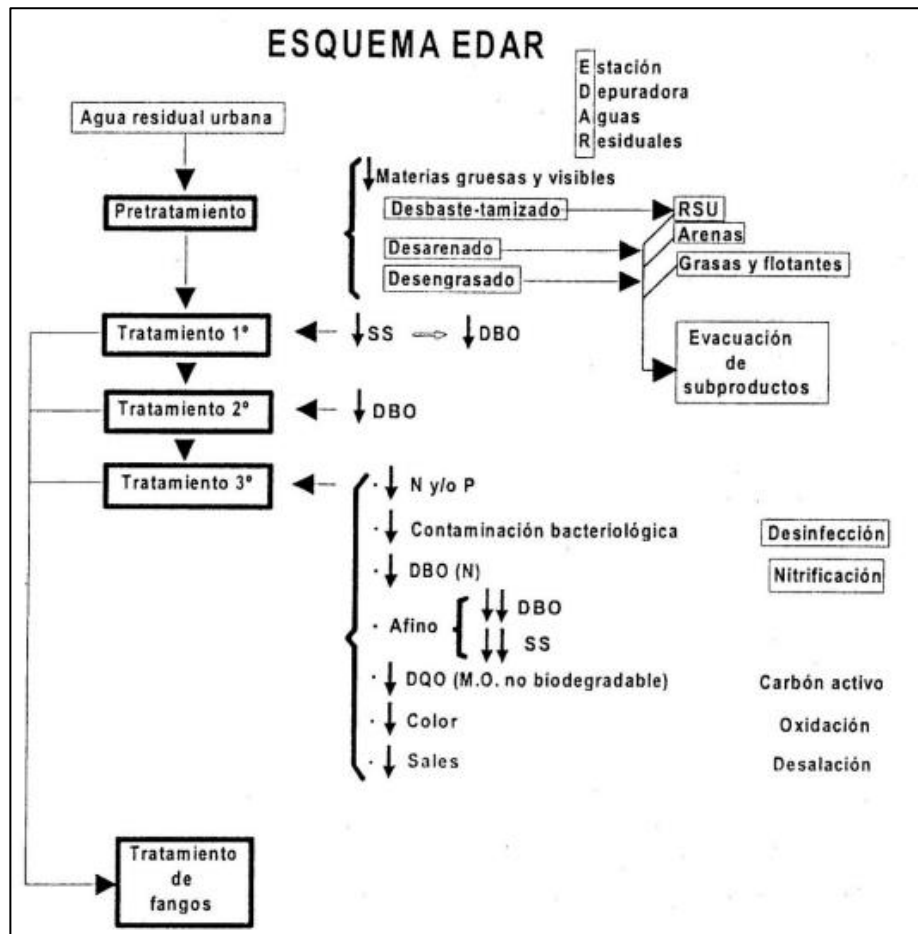 ESQUEMA EDAR
Estación
Depuradora
Aguas
Residuales
Agua residual urbana
Pretratamiento
Materias gruesas y visibles
Desbaste-tamizado
RSU
Desarenado
Arenas
Desengrasado
Grasas y flotantes
Evacuación
de
subproductos
Tratamiento 1º
SS
DBO
Tratamiento 2º
DBO
Tratamiento 3º
· N y/o P
· Contaminación bacteriológica
Desinfección
· DBO (N)
Nitrificación
· Afino
DBO
SS
· DQO (M.O. no biodegradable)
Carbón activo
· Color
Oxidación
· Sales
Desalación
Tratamiento
de
fangos